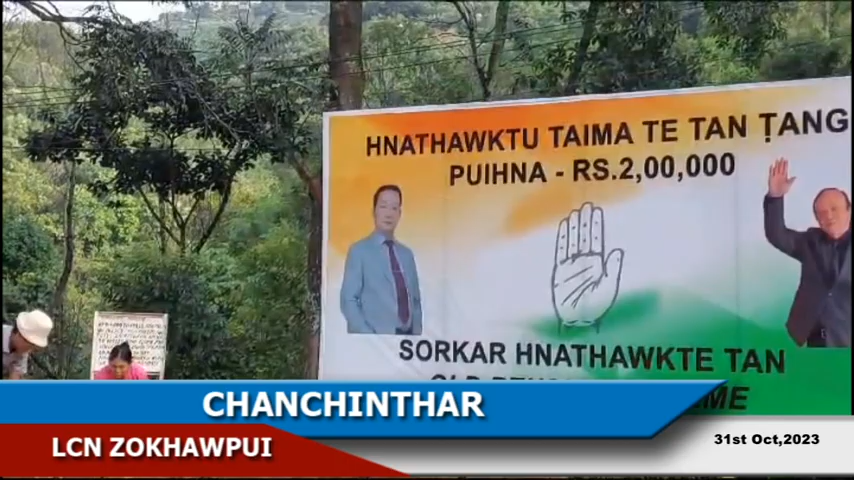 HNATHAWKTU TAIMA TE TAN ṬANG
PUIHNA - RS.2,00,000
SORKAR HNATHAWKTE TAN
CHANCHINTHAR
LCN ZOKHAWPUI
31st Oct,2023